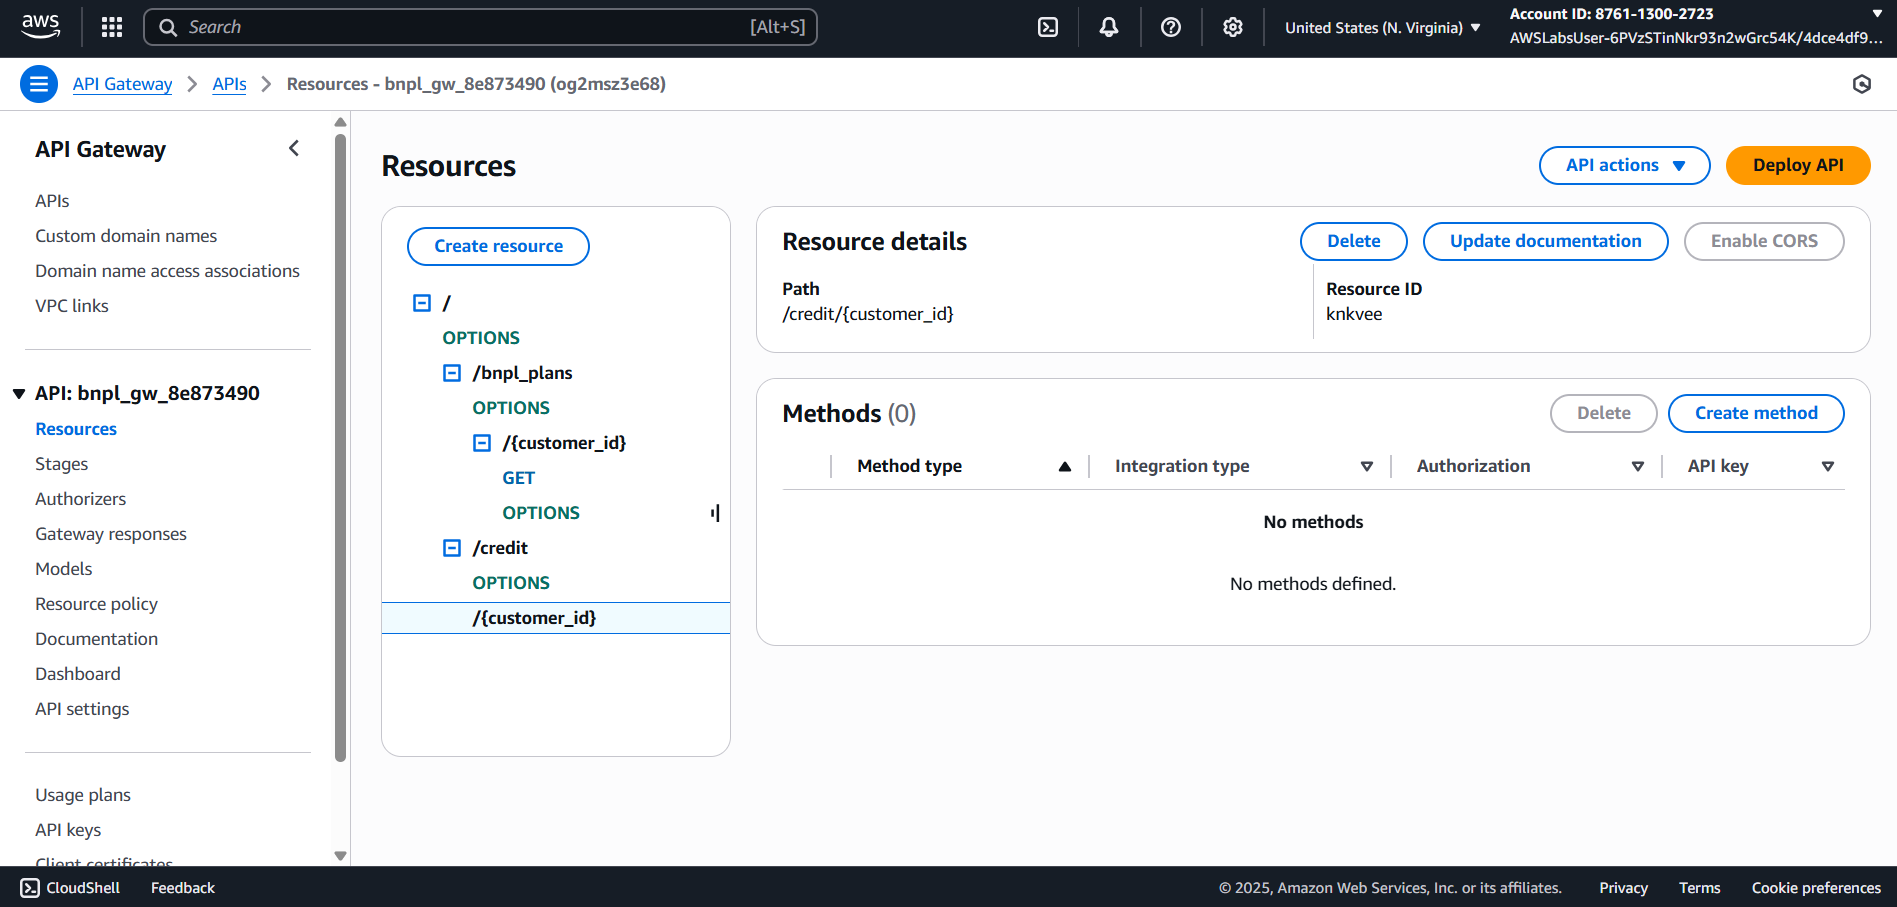 aws
Search [Alt+S]
United States (N. Virginia)
Account ID: 8761-1300-2723
AWSLabsUser-6PVzSTinNkr93n2wGrc54K/4dce4df9...
API Gateway > APIs > Resources - bnpl_gw_8e873490 (og2msz3e68)
API Gateway
APIs
Custom domain names
Domain name access associations
VPC links
API: bnpl_gw_8e873490
Resources
Stages
Authorizers
Gateway responses
Models
Resource policy
Documentation
Dashboard
API settings
Usage plans
API keys
Client certificates
Resources
API actions
Deploy API
Create resource
/
OPTIONS
/bnpl_plans
OPTIONS
/{customer_id}
GET
OPTIONS
/credit
OPTIONS
/{customer_id}
Resource details
Delete
Update documentation
Enable CORS
Path
/credit/{customer_id}
Resource ID
knkvee
Methods (0)
Delete
Create method
Method type
Integration type
Authorization
API key
No methods
No methods defined.
CloudShell
Feedback
© 2025, Amazon Web Services, Inc. or its affiliates.
Privacy
Terms
Cookie preferences